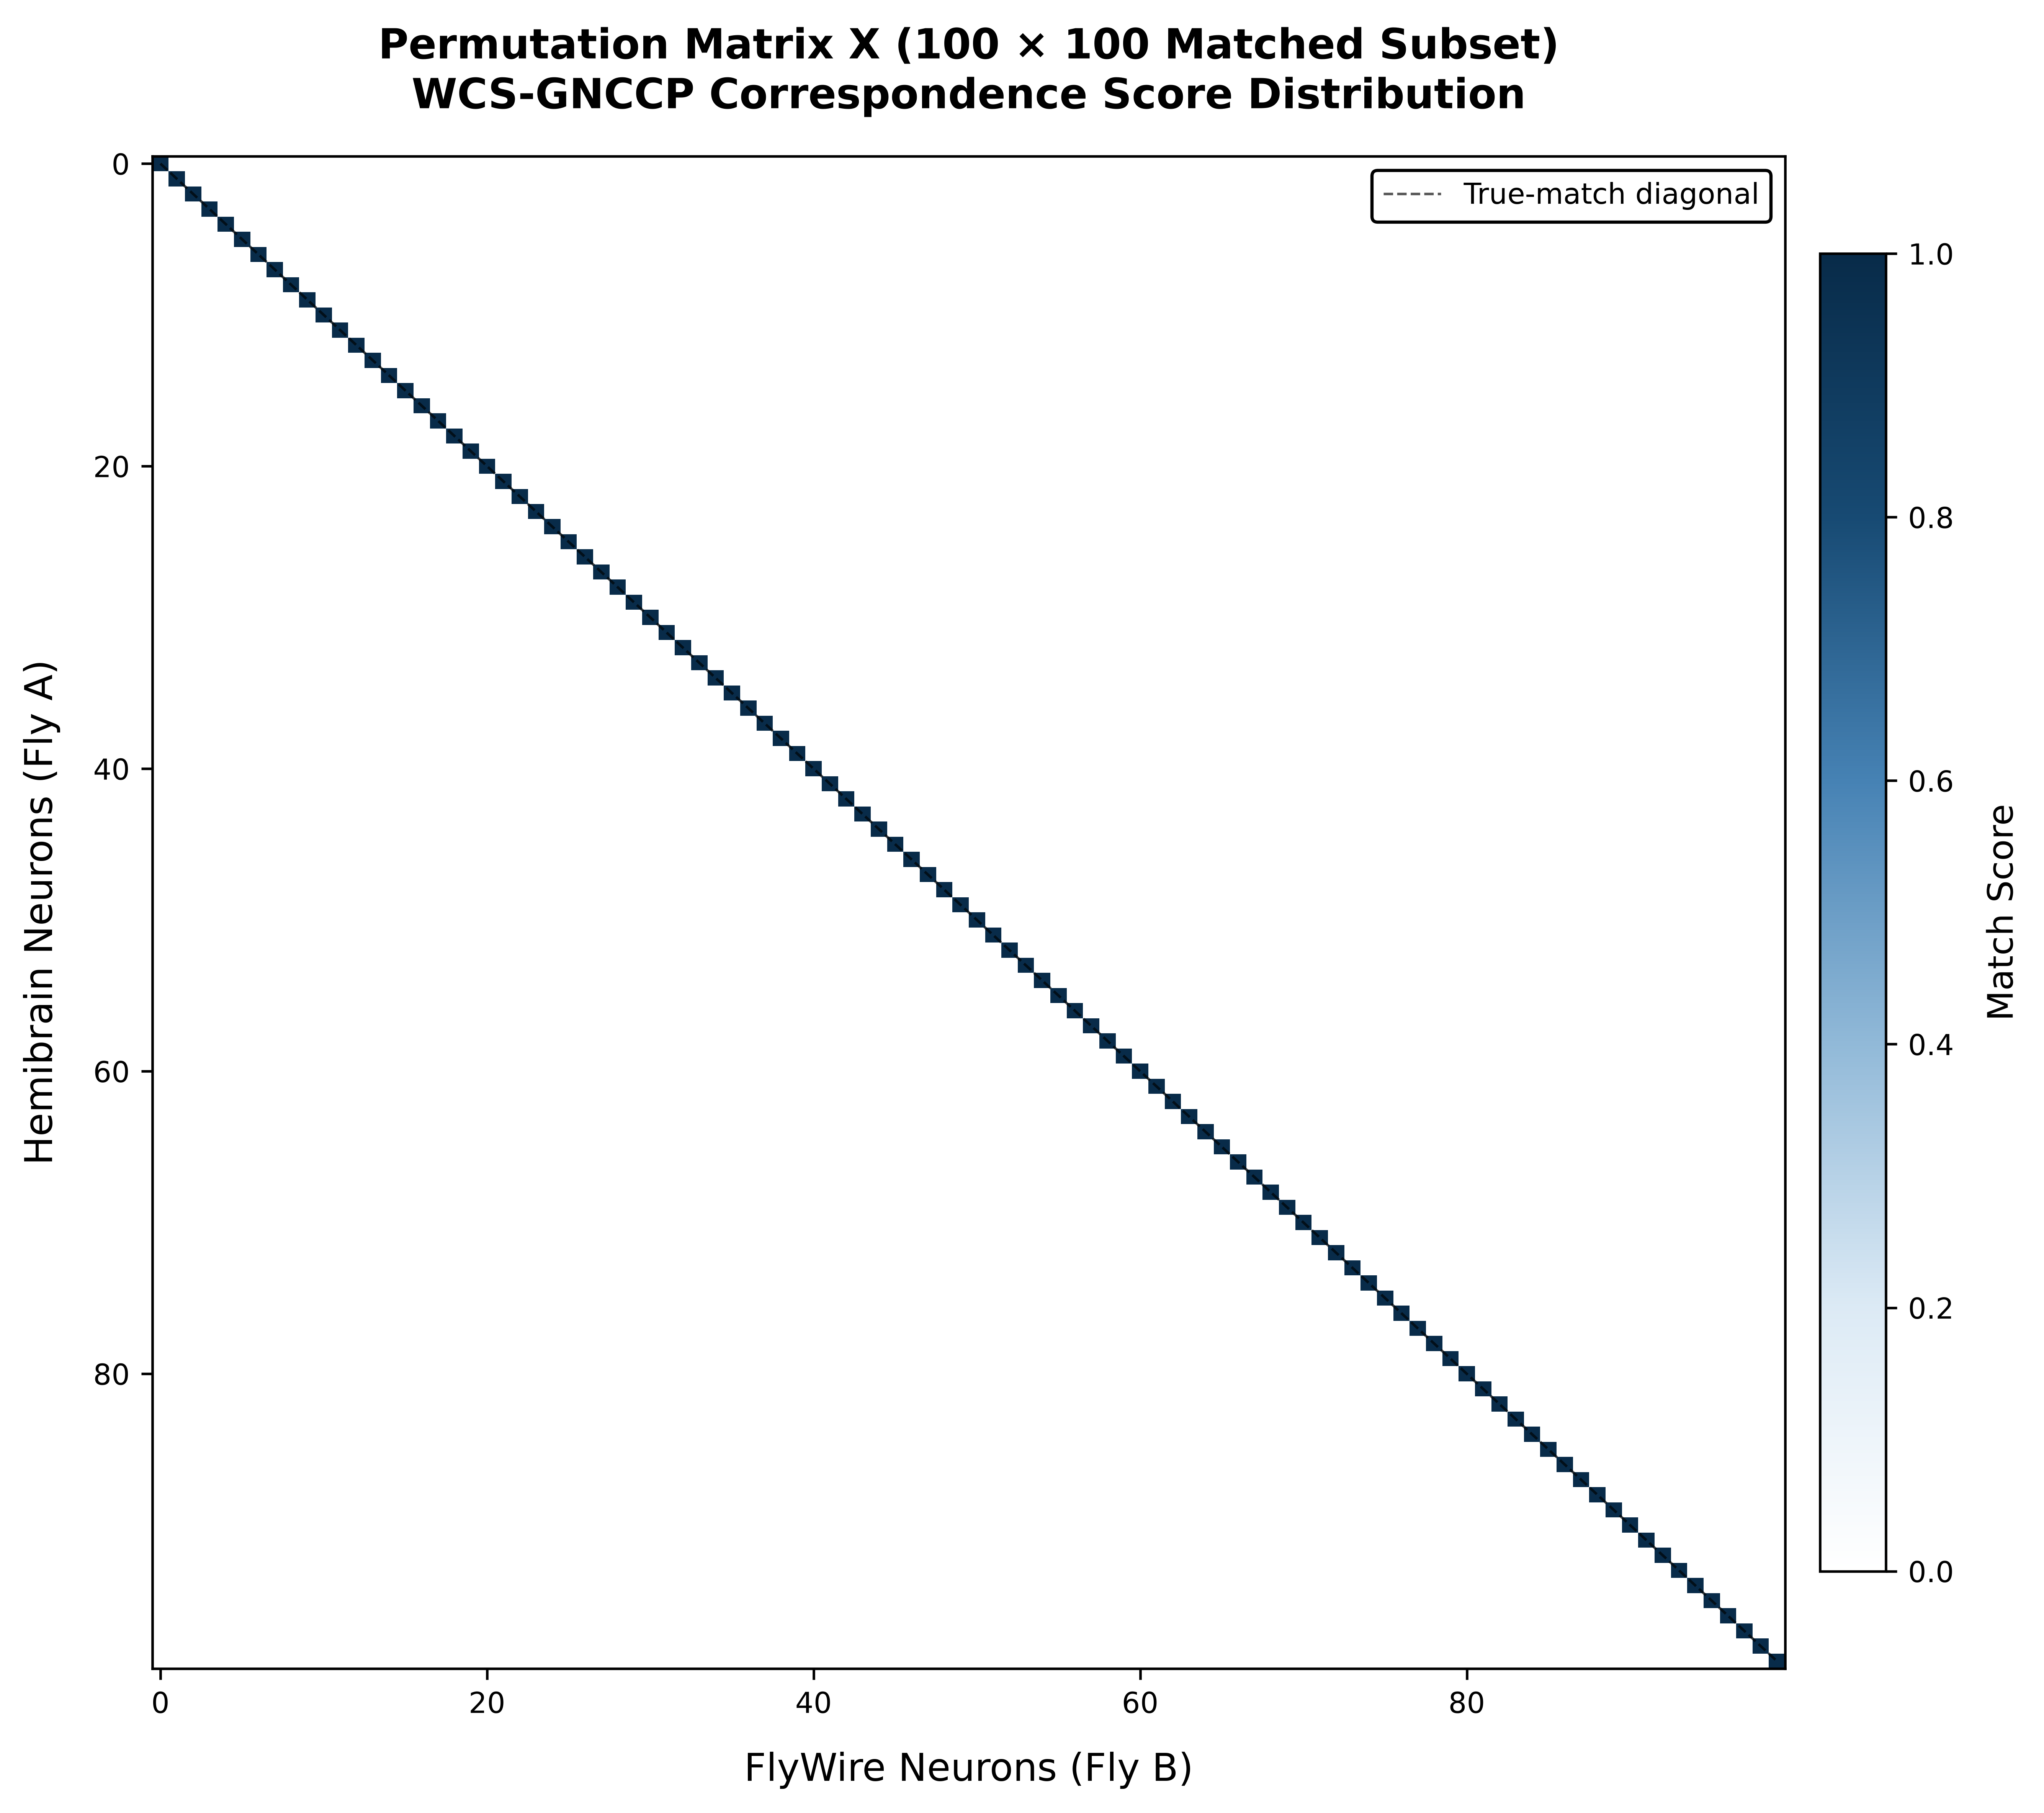 Permutation Matrix X (100 × 100 Matched Subset)
WCS-GNCCP Correspondence Score Distribution
True-match diagonal
0
20
40
60
80
Hemibrain Neurons (Fly A)
0
20
40
60
80
FlyWire Neurons (Fly B)
1.0
0.8
0.6
0.4
0.2
0.0
Match Score